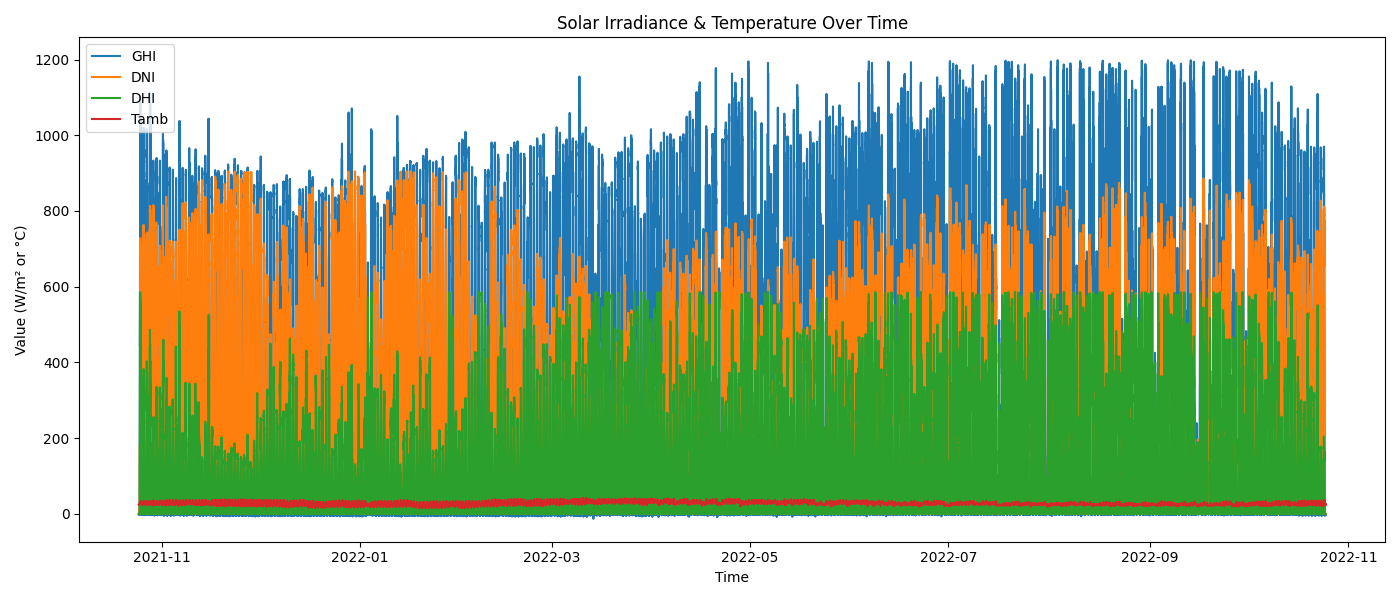 Solar Irradiance & Temperature Over Time
GHI
DNI
DHI
Tamb
1200
1000
800
600
400
200
0
Value (W/m² or °C)
2021-11
2022-01
2022-03
2022-05
2022-07
2022-09
2022-11
Time